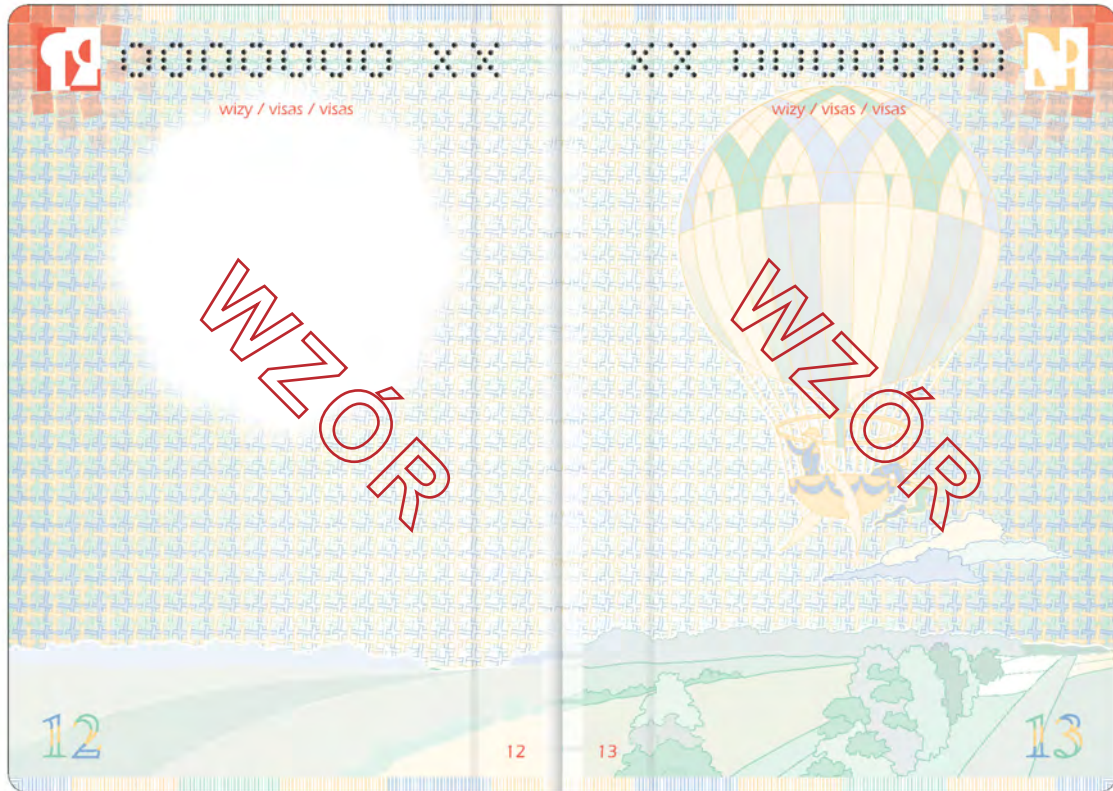 0000000 XX
wizy / visas / visas
WZÓR
12
12
XX 0000000
wizy / visas / visas
WZÓR
13
13